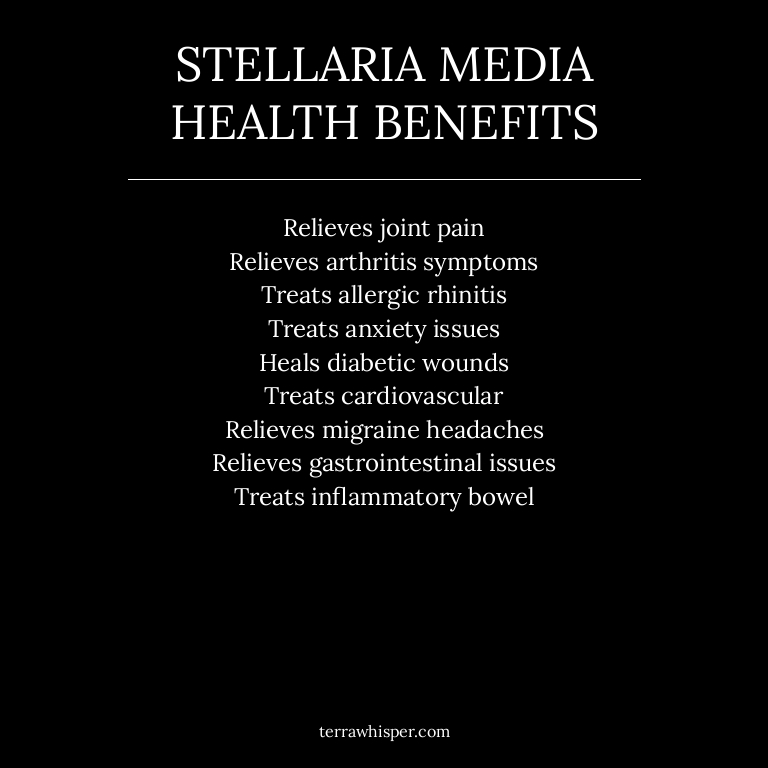 STELLARIA MEDIA
HEALTH BENEFITS
Relieves joint pain
Relieves arthritis symptoms
Treats allergic rhinitis
Treats anxiety issues
Heals diabetic wounds
Treats cardiovascular
Relieves migraine headaches
Relieves gastrointestinal issues
Treats inflammatory bowel
terrawhisper.com